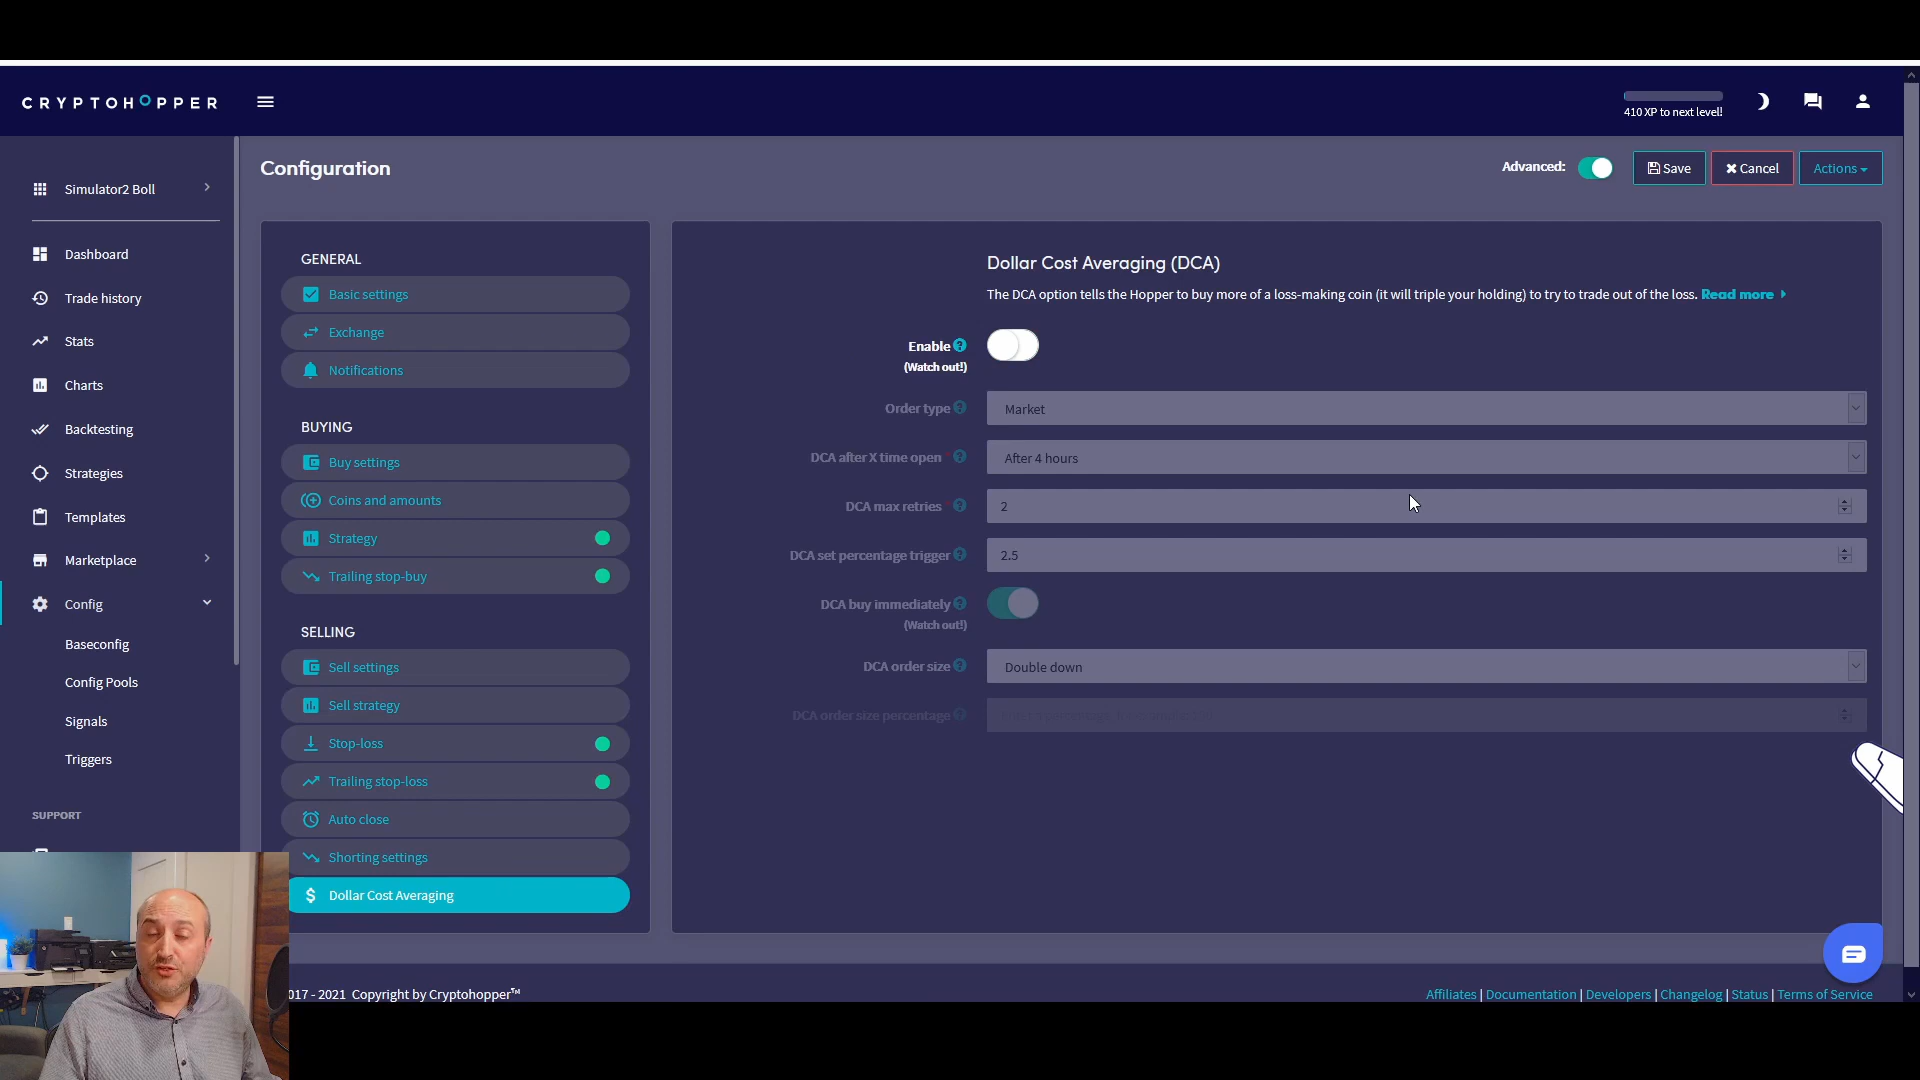 CRYPTOHOPPER
410 XP to next level!
Simulator2 Boll
Dashboard
Trade history
Stats
Charts
Backtesting
Strategies
Templates
Marketplace
Config
Baseconfig
Config Pools
Signals
Triggers
SUPPORT
Configuration
Advanced:
Save
Cancel
Actions
GENERAL
Basic settings
Exchange
Notifications
BUYING
Buy settings
Coins and amounts
Strategy
Trailing stop-buy
SELLING
Sell settings
Sell strategy
Stop-loss
Trailing stop-loss
Auto close
Shorting settings
$ Dollar Cost Averaging
Dollar Cost Averaging (DCA)
The DCA option tells the Hopper to buy more of a loss-making coin (it will triple your holding) to try to trade out of the loss. Read more
Enable ?
(Watch out!)
Order type ? Market
DCA after X time open * ? After 4 hours
DCA max retries * ? 2
DCA set percentage trigger ? 2.5
DCA buy immediately ?
(Watch out!)
DCA order size ? Double down
DCA order size percentage ?
017 - 2021 Copyright by Cryptohopper™
Affiliates | Documentation | Developers | Changelog | Status | Terms of Service